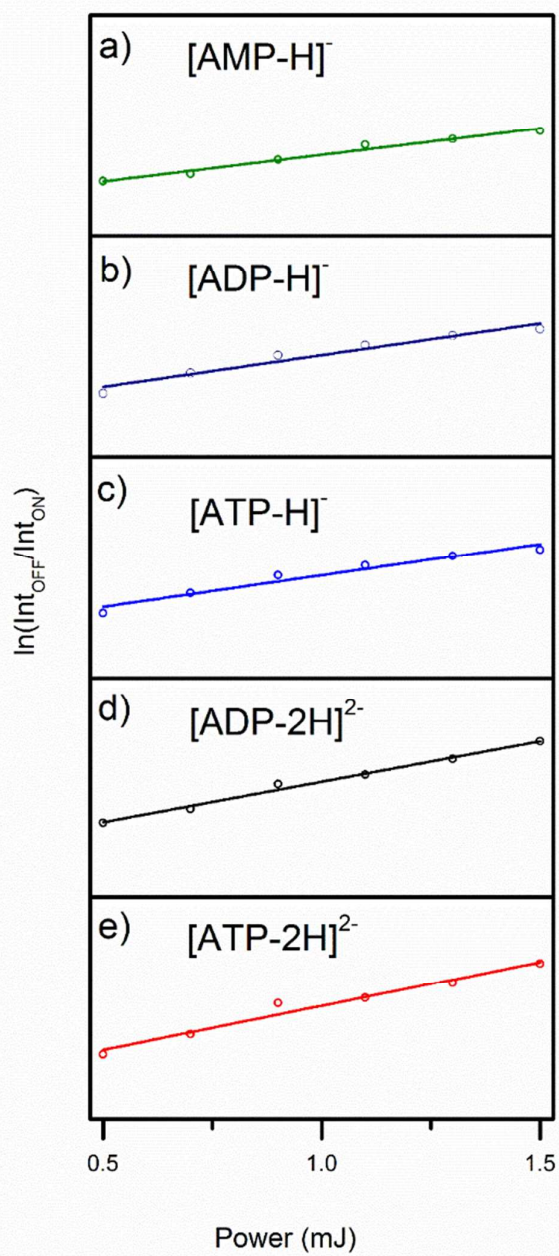 a) [AMP-H]⁻
b) [ADP-H]⁻
c) [ATP-H]⁻
d) [ADP-2H]²⁻
e) [ATP-2H]²⁻
ln(Int_OFF/Int_ON)
0.5 1.0 1.5
Power (mJ)